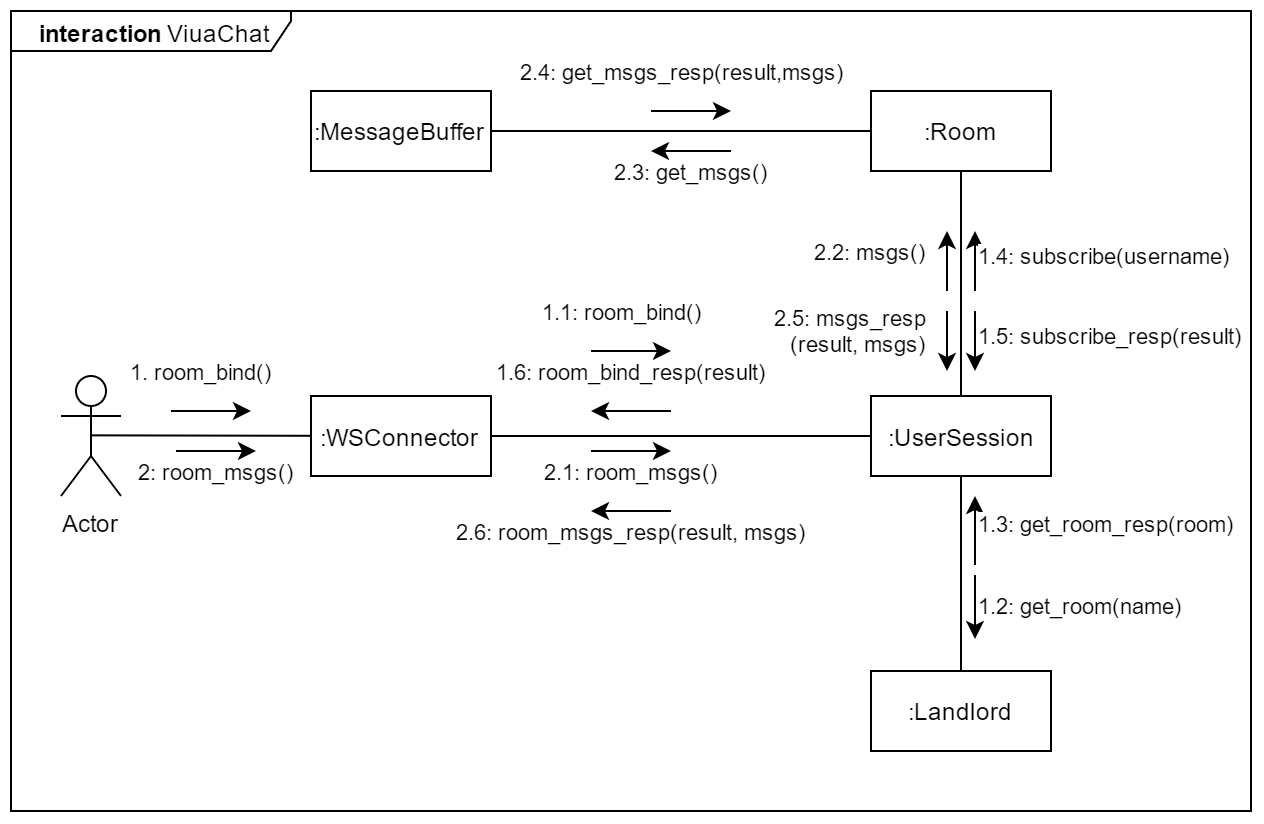 interaction ViuaChat
2.4: get_msgs_resp(result,msgs)
:MessageBuffer
:Room
2.3: get_msgs()
2.2: msgs()
1.4: subscribe(username)
1.1: room_bind()
2.5: msgs_resp
(result, msgs)
1.5: subscribe_resp(result)
1. room_bind()
1.6: room_bind_resp(result)
:WSConnector
:UserSession
2: room_msgs()
2.1: room_msgs()
Actor
2.6: room_msgs_resp(result, msgs)
1.3: get_room_resp(room)
1.2: get_room(name)
:Landlord